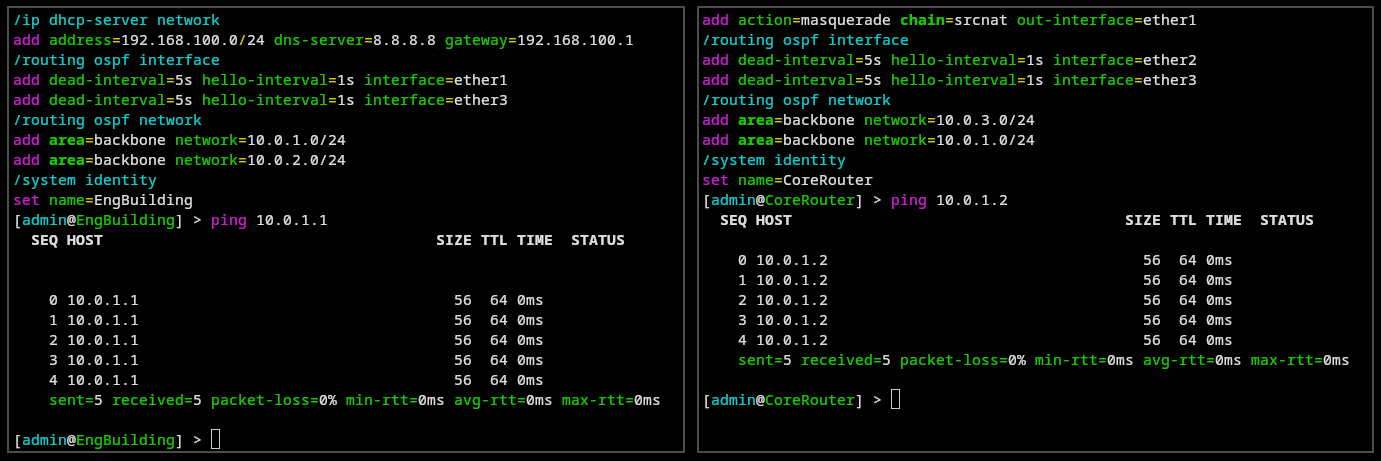 /ip dhcp-server network
add address=192.168.100.0/24 dns-server=8.8.8.8 gateway=192.168.100.1
/routing ospf interface
add dead-interval=5s hello-interval=1s interface=ether1
add dead-interval=5s hello-interval=1s interface=ether3
/routing ospf network
add area=backbone network=10.0.1.0/24
add area=backbone network=10.0.2.0/24
/system identity
set name=EngBuilding
[admin@EngBuilding] > ping 10.0.1.1
SEQ HOST SIZE TTL TIME STATUS
0 10.0.1.1 56 64 0ms
1 10.0.1.1 56 64 0ms
2 10.0.1.1 56 64 0ms
3 10.0.1.1 56 64 0ms
4 10.0.1.1 56 64 0ms
sent=5 received=5 packet-loss=0% min-rtt=0ms avg-rtt=0ms max-rtt=0ms
[admin@EngBuilding] >
add action=masquerade chain=srcnat out-interface=ether1
/routing ospf interface
add dead-interval=5s hello-interval=1s interface=ether2
add dead-interval=5s hello-interval=1s interface=ether3
/routing ospf network
add area=backbone network=10.0.3.0/24
add area=backbone network=10.0.1.0/24
/system identity
set name=CoreRouter
[admin@CoreRouter] > ping 10.0.1.2
SEQ HOST SIZE TTL TIME STATUS
0 10.0.1.2 56 64 0ms
1 10.0.1.2 56 64 0ms
2 10.0.1.2 56 64 0ms
3 10.0.1.2 56 64 0ms
4 10.0.1.2 56 64 0ms
sent=5 received=5 packet-loss=0% min-rtt=0ms avg-rtt=0ms max-rtt=0ms
[admin@CoreRouter] >